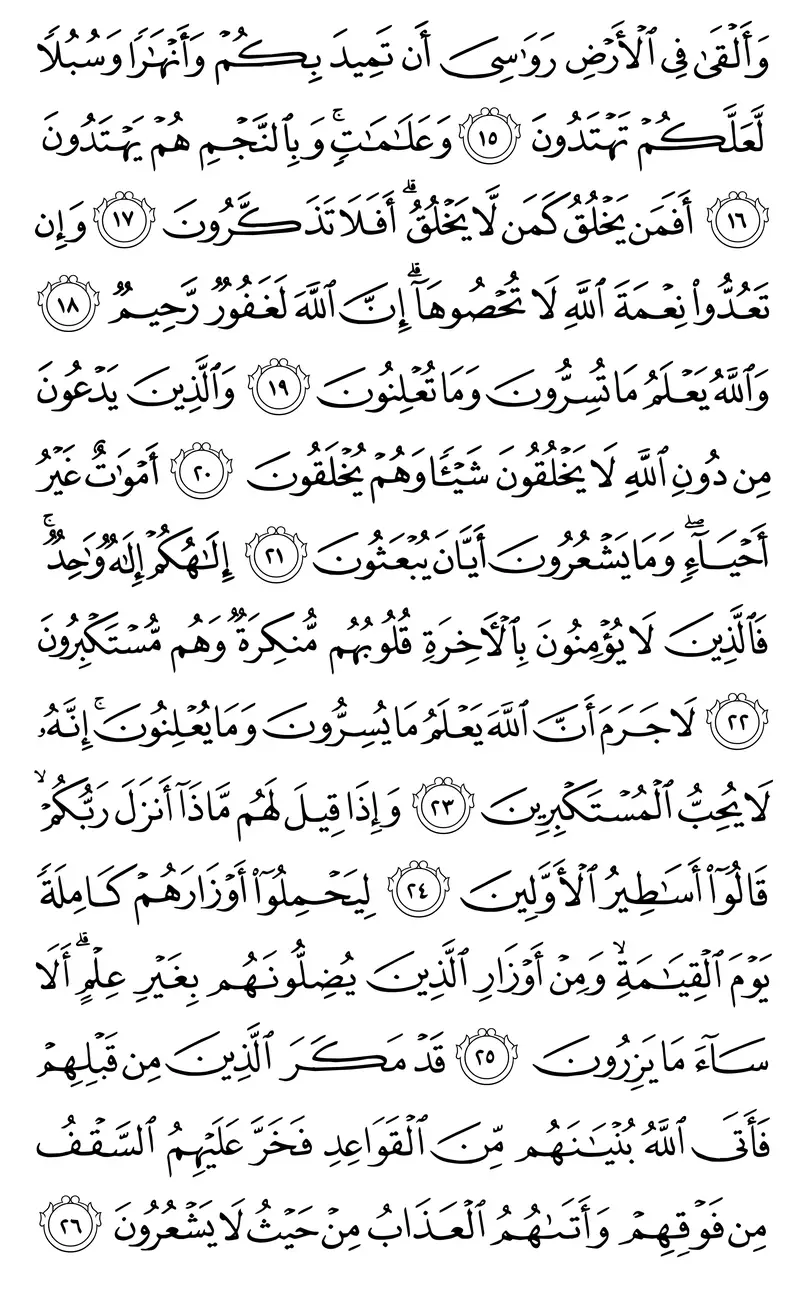 وَأَلْقَىٰ فِى ٱلْأَرْضِ رَوَٰسِىَ أَن تَمِيدَ بِكُمْ وَأَنْهَٰرًا وَسُبُلًا
لَّعَلَّكُمْ تَهْتَدُونَ ١٥ وَعَلَٰمَٰتٍ ۚ وَبِٱلنَّجْمِ هُمْ يَهْتَدُونَ
١٦ أَفَمَن يَخْلُقُ كَمَن لَّا يَخْلُقُ ۗ أَفَلَا تَذَكَّرُونَ ١٧ وَإِن
تَعُدُّوا۟ نِعْمَةَ ٱللَّهِ لَا تُحْصُوهَآ ۗ إِنَّ ٱللَّهَ لَغَفُورٌ رَّحِيمٌ ١٨
وَٱللَّهُ يَعْلَمُ مَا تُسِرُّونَ وَمَا تُعْلِنُونَ ١٩ وَٱلَّذِينَ يَدْعُونَ
مِن دُونِ ٱللَّهِ لَا يَخْلُقُونَ شَيْـًٔا وَهُمْ يُخْلَقُونَ ٢٠ أَمْوَٰتٌ غَيْرُ
أَحْيَآءٍ ۖ وَمَا يَشْعُرُونَ أَيَّانَ يُبْعَثُونَ ٢١ إِلَٰهُكُمْ إِلَٰهٌ وَٰحِدٌ ۚ
فَٱلَّذِينَ لَا يُؤْمِنُونَ بِٱلْـَٔاخِرَةِ قُلُوبُهُم مُّنكِرَةٌ وَهُم مُّسْتَكْبِرُونَ
٢٢ لَا جَرَمَ أَنَّ ٱللَّهَ يَعْلَمُ مَا يُسِرُّونَ وَمَا يُعْلِنُونَ ۚ إِنَّهُۥ
لَا يُحِبُّ ٱلْمُسْتَكْبِرِينَ ٢٣ وَإِذَا قِيلَ لَهُم مَّاذَآ أَنزَلَ رَبُّكُمْ ۙ
قَالُوٓا۟ أَسَٰطِيرُ ٱلْأَوَّلِينَ ٢٤ لِيَحْمِلُوٓا۟ أَوْزَارَهُمْ كَامِلَةً
يَوْمَ ٱلْقِيَٰمَةِ ۙ وَمِنْ أَوْزَارِ ٱلَّذِينَ يُضِلُّونَهُم بِغَيْرِ عِلْمٍ ۗ أَلَا
سَآءَ مَا يَزِرُونَ ٢٥ قَدْ مَكَرَ ٱلَّذِينَ مِن قَبْلِهِمْ
فَأَتَى ٱللَّهُ بُنْيَٰنَهُم مِّنَ ٱلْقَوَاعِدِ فَخَرَّ عَلَيْهِمُ ٱلسَّقْفُ
مِن فَوْقِهِمْ وَأَتَىٰهُمُ ٱلْعَذَابُ مِنْ حَيْثُ لَا يَشْعُرُونَ ٢٦